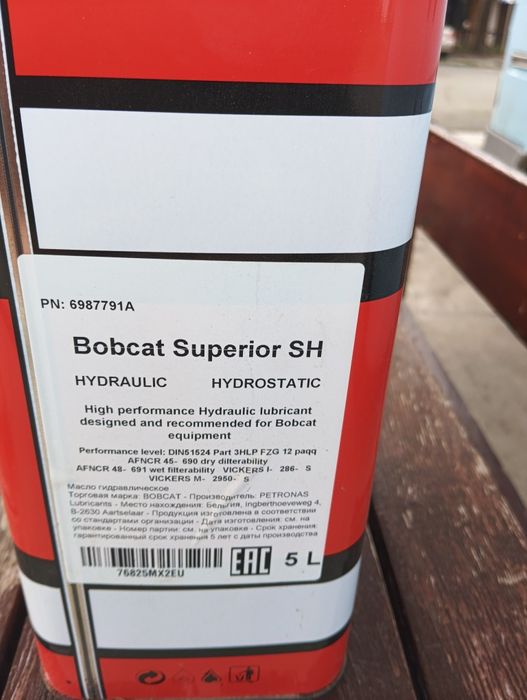 PN: 6987791A
Bobcat Superior SH
HYDRAULIC HYDROSTATIC
High performance Hydraulic lubricant
designed and recommended for Bobcat
equipment
Performance level: DIN51524 Part 3HLP FZG 12 paqq
AFNCR 45- 690 dry difterability
AFNCR 48- 691 wet filterability VICKERS I- 286- S
VICKERS M- 2950- S
Масло гидравлическое
Торговая марка: BOBCAT - Производитель: PETRONAS
Lubricants - Место нахождения: Бельгия, ingberthoeveweg 4,
B-2630 Aartselaar - Продукция изготовлена в соответствии
со стандартами организации - Дата изготовления: см. на
упаковке - Номер партии: см. на упаковке - Срок хранения:
гарантированный срок хранения 5 лет с даты производства
EAC 5 L
76825MX2EU